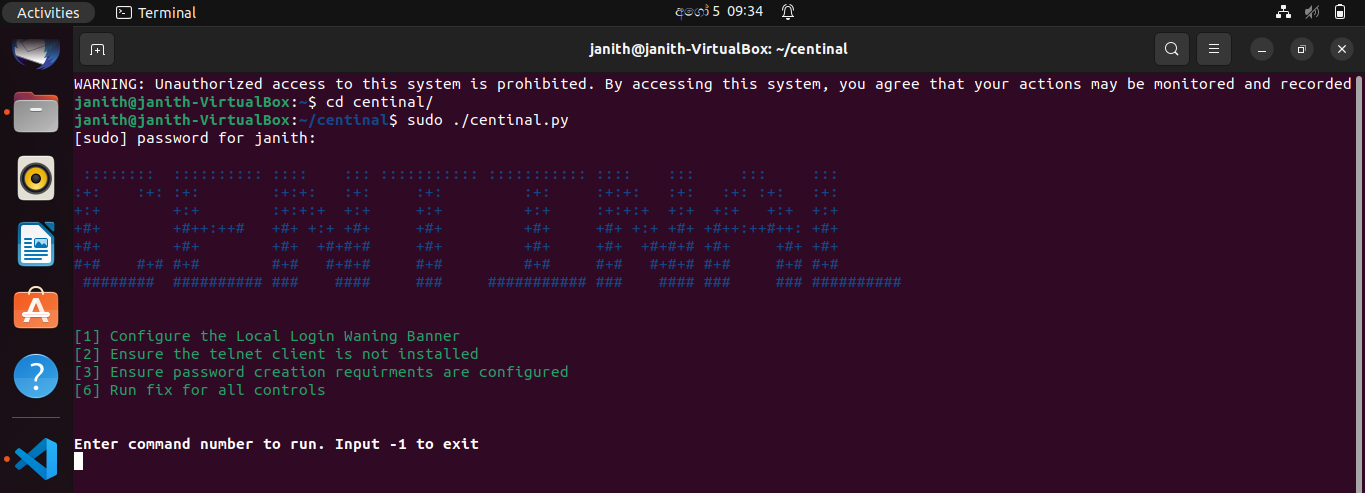 Activities
Terminal
අගෝ 5 09:34
janith@janith-VirtualBox: ~/centinal
WARNING: Unauthorized access to this system is prohibited. By accessing this system, you agree that your actions may be monitored and recorded
janith@janith-VirtualBox:~$ cd centinal/
janith@janith-VirtualBox:~/centinal$ sudo ./centinal.py
[sudo] password for janith:
CENTINAL
[1] Configure the Local Login Waning Banner
[2] Ensure the telnet client is not installed
[3] Ensure password creation requirments are configured
[6] Run fix for all controls
Enter command number to run. Input -1 to exit